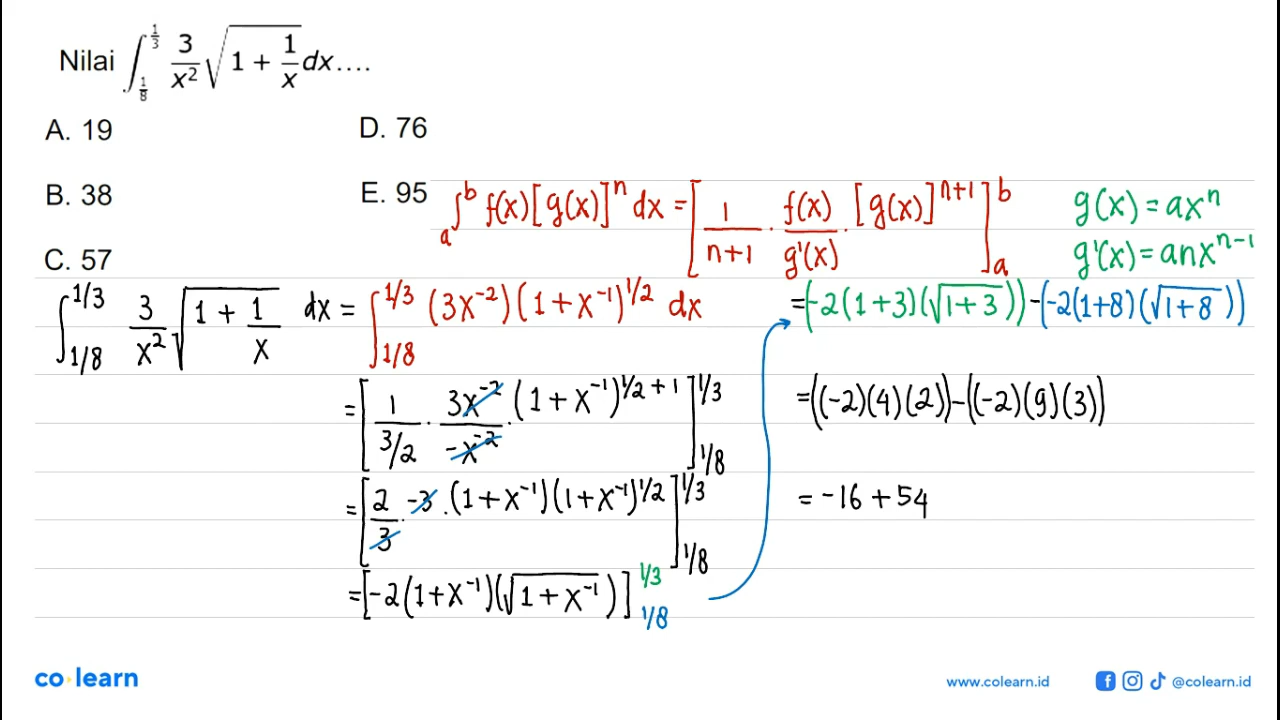 Nilai ∫_{1/8}^{1/3} 3/x² √(1 + 1/x) dx....
A. 19
D. 76
B. 38
E. 95
C. 57
_a∫^b f(x)[g(x)]^n dx = [1/(n+1) · f(x)/g'(x) · [g(x)]^{n+1}]_a^b
g(x) = ax^n
g'(x) = anx^{n-1}
∫_{1/8}^{1/3} 3/x² √(1 + 1/x) dx = ∫_{1/8}^{1/3} (3x^{-2})(1+x^{-1})^{1/2} dx
= [1/(3/2) · 3x^{-2}/-x^{-2} · (1+x^{-1})^{1/2+1}]_{1/8}^{1/3}
= [2/3 · -3 · (1+x^{-1})(1+x^{-1})^{1/2}]_{1/8}^{1/3}
= [-2(1+x^{-1})(√(1+x^{-1}))]_{1/8}^{1/3}
= (-2(1+3)(√(1+3))) - (-2(1+8)(√(1+8)))
= ((-2)(4)(2)) - ((-2)(9)(3))
= -16 + 54
co learn
www.colearn.id
@colearn.id